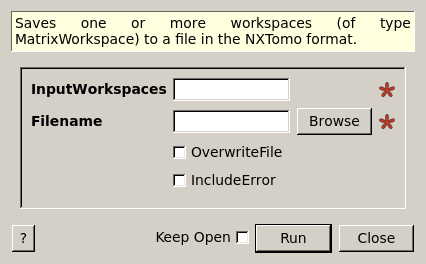 Saves one or more workspaces (of type
MatrixWorkspace) to a file in the NXTomo format.
InputWorkspaces
Filename
Browse
OverwriteFile
IncludeError
?
Keep Open
Run
Close